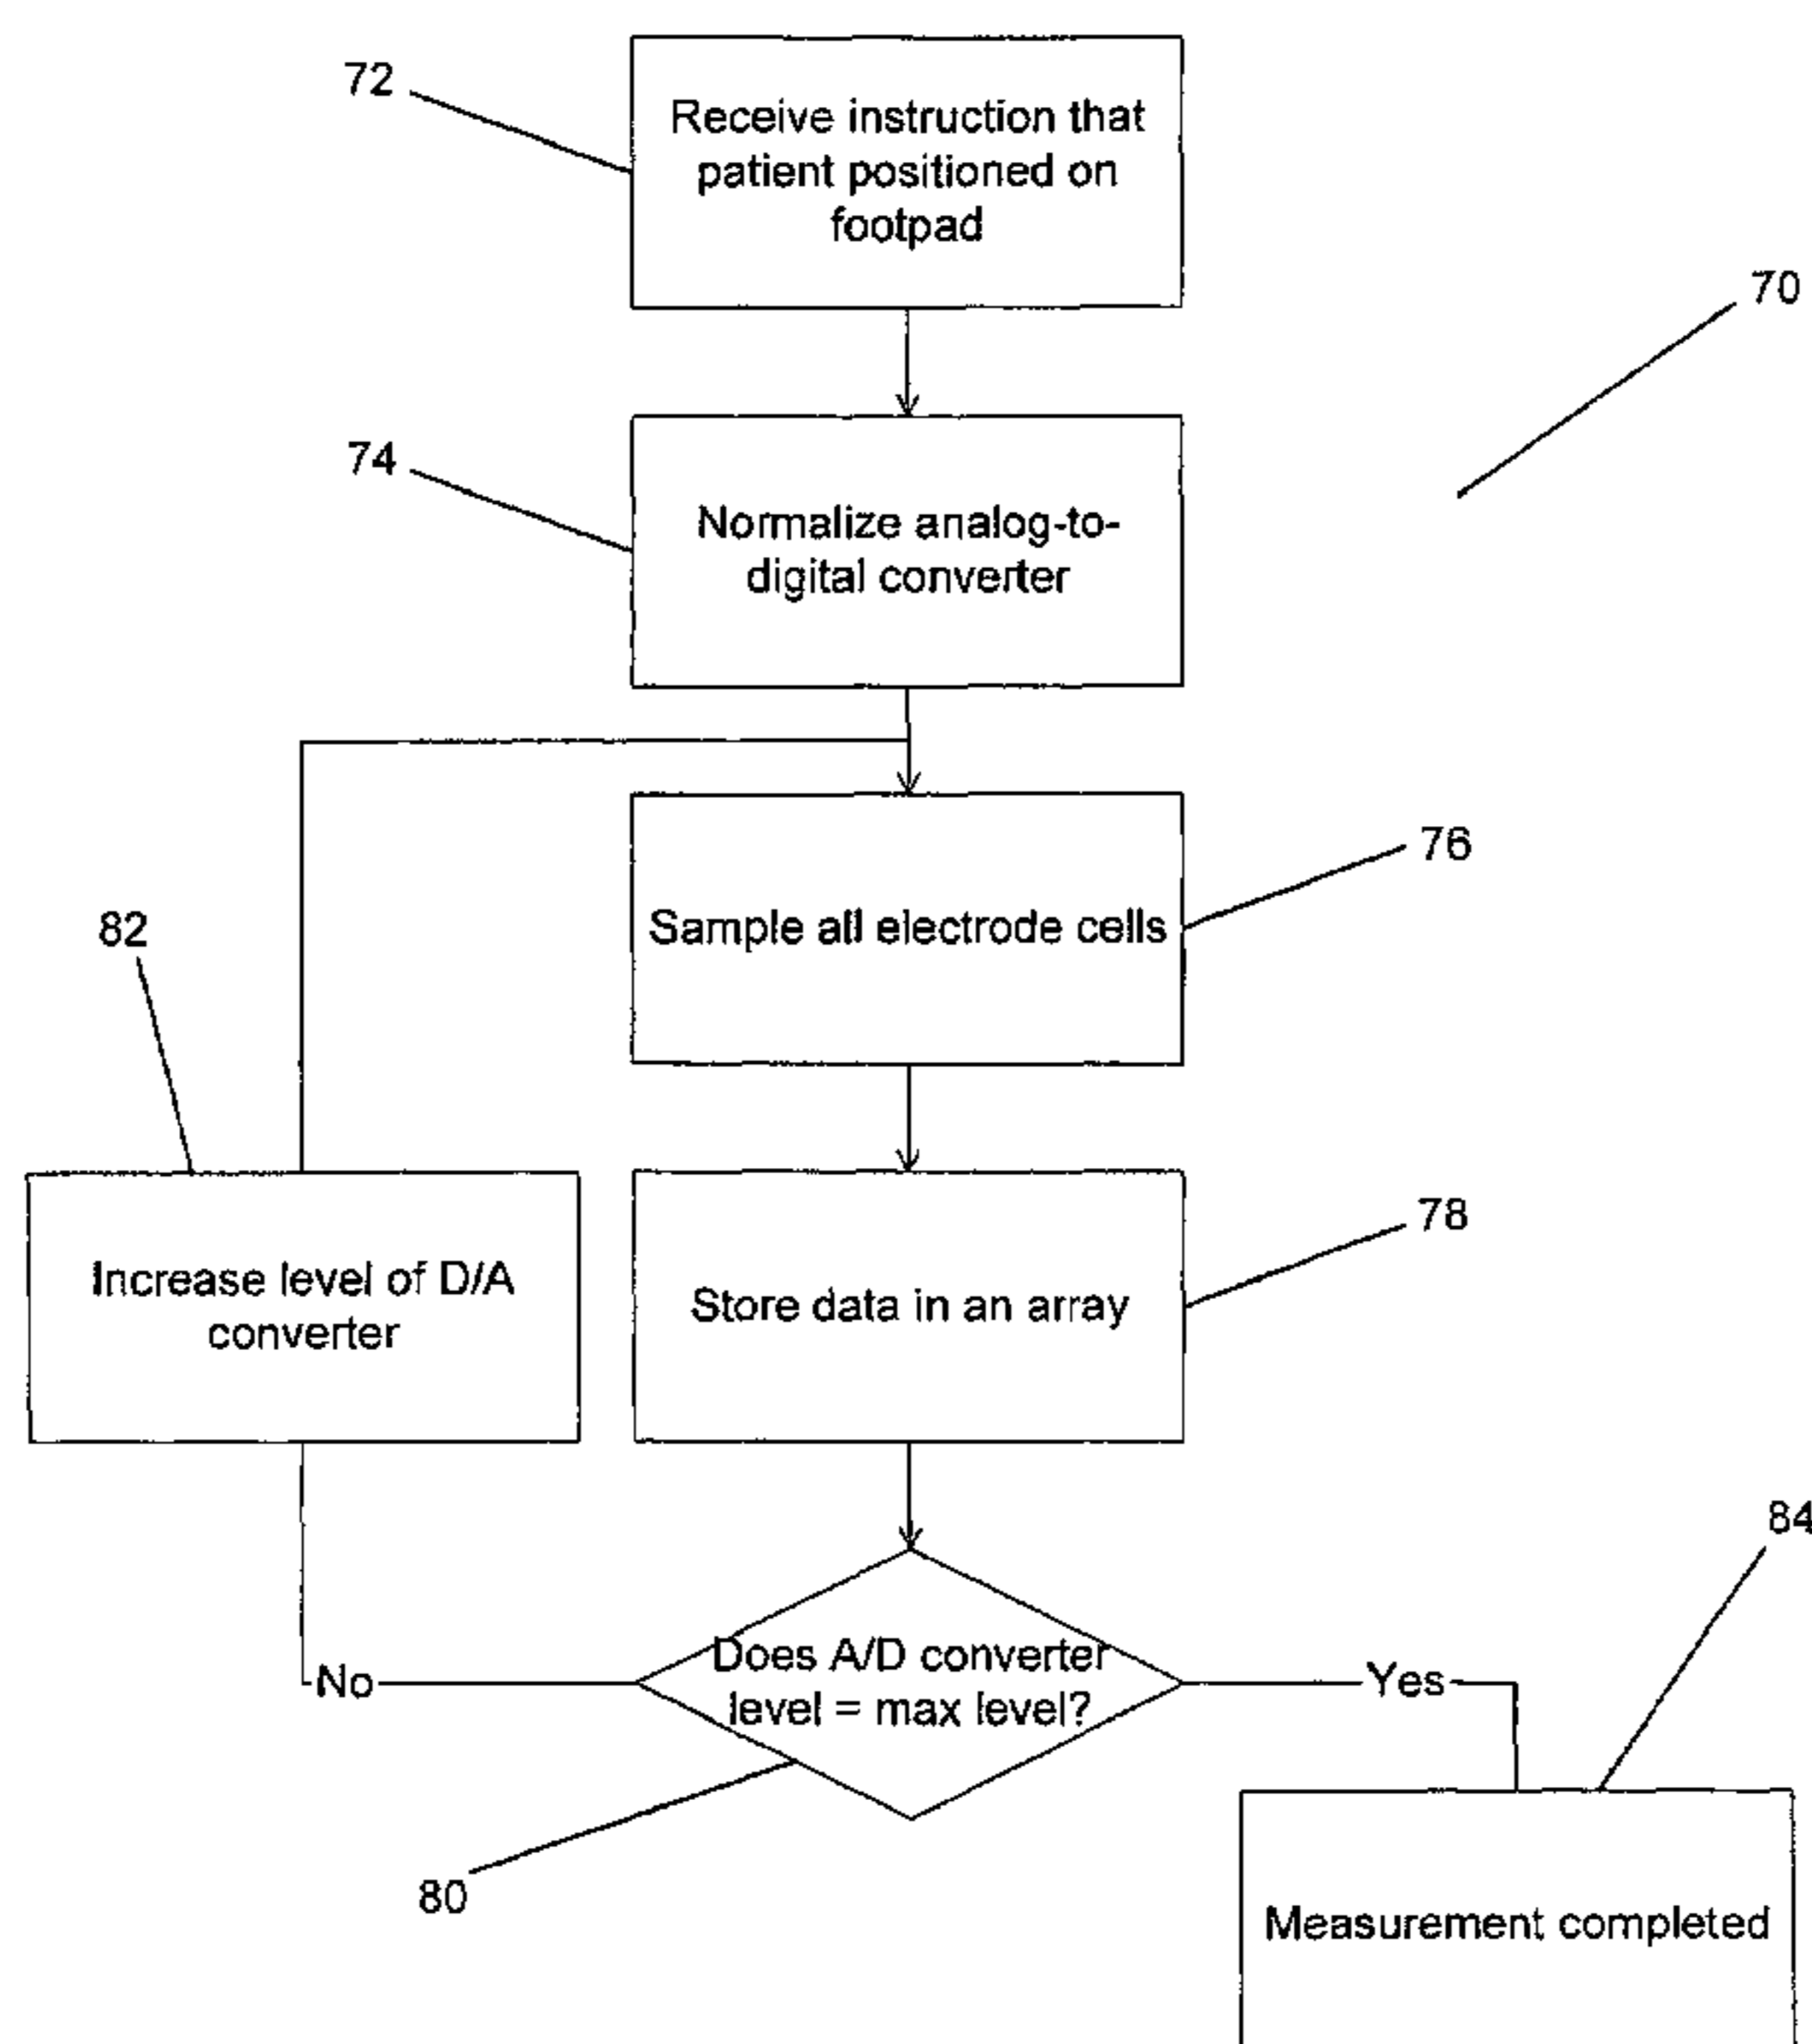 72
Receive instruction that
patient positioned on
footpad
70
74
Normalize analog-to-
digital converter
76
Sample all electrode cells
82
78
Increase level of D/A
converter
Store data in an array
84
Does A/D converter
level = max level?
No
Yes
80
Measurement completed